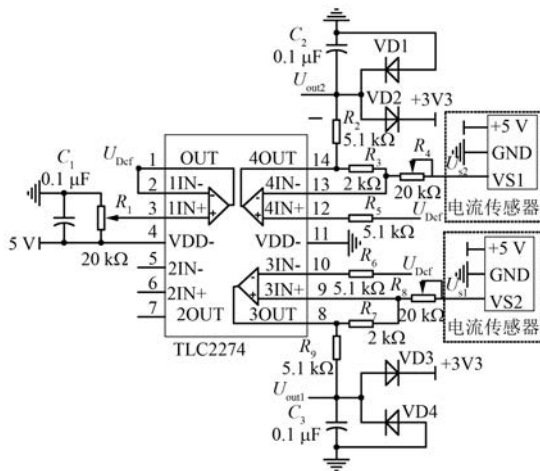 C2
0.1 μF
VD1
Uout2
VD2
+3V3
R2
5.1 kΩ
+5 V
GND
VS1
电流传感器
R4
20 kΩ
Us2
R3
2 kΩ
C1
0.1 μF
UDcf
1
OUT
4OUT
14
2
1IN-
4IN-
13
R1
3
1IN+
4IN+
12
R5
5.1 kΩ
UDcf
5 V
4
VDD-
VDD-
11
20 kΩ
5
2IN-
3IN-
10
R6
5.1 kΩ
UDcf
6
2IN+
3IN+
9
R8
20 kΩ
Us1
7
2OUT
3OUT
8
R7
2 kΩ
+5 V
GND
VS2
电流传感器
TLC2274
R9
5.1 kΩ
VD3
+3V3
Uout1
VD4
C3
0.1 μF